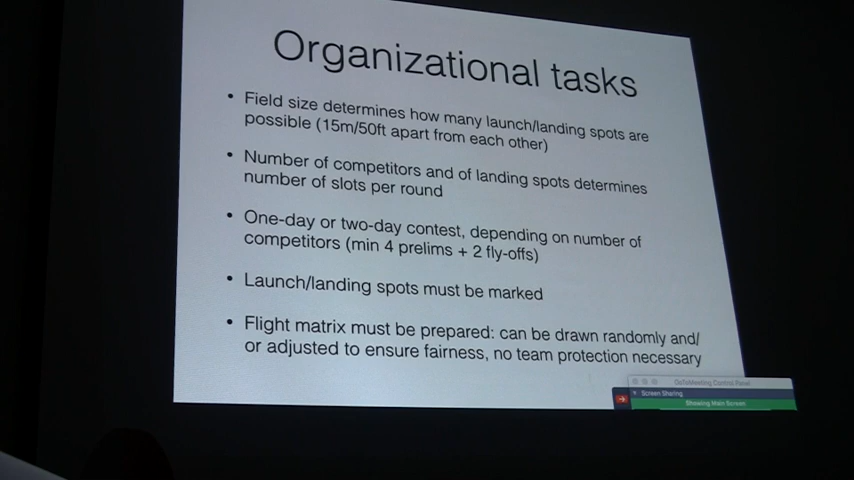 Organizational tasks
• Field size determines how many launch/landing spots are
possible (15m/50ft apart from each other)
• Number of competitors and of landing spots determines
number of slots per round
• One-day or two-day contest, depending on number of
competitors (min 4 prelims + 2 fly-offs)
• Launch/landing spots must be marked
• Flight matrix must be prepared: can be drawn randomly and/
or adjusted to ensure fairness, no team protection necessary
GoToMeeting Control Panel
Screen Sharing
Showing Main Screen